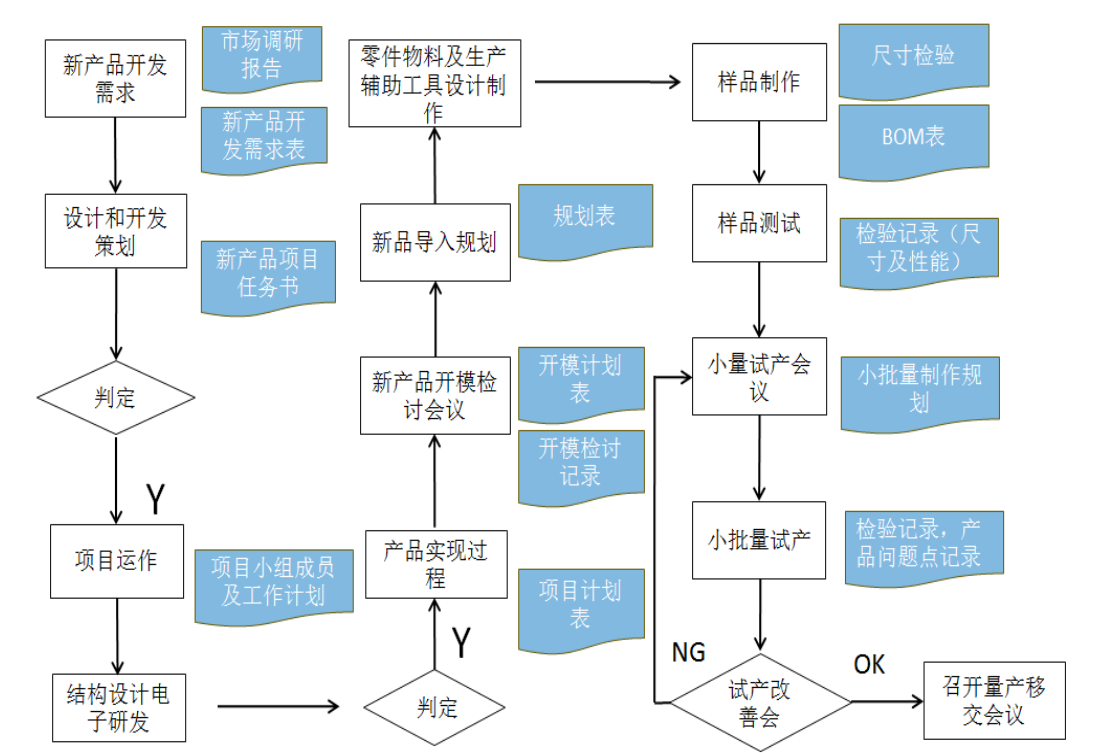 新产品开发
需求
市场调研
报告
新产品开
发需求表
设计和开发
策划
新产品项目
任务书
判定
Y
项目运作
项目小组成员
及工作计划
结构设计电
子研发
判定
Y
产品实现过
程
项目计划
表
新产品开模检
讨会议
开模计划
表
开模检讨
记录
新品导入规划
规划表
零件物料及生产
辅助工具设计制
作
样品制作
尺寸检验
BOM表
样品测试
检验记录（尺
寸及性能）
小量试产会
议
小批量制作规
划
小批量试产
检验记录，产
品问题点记录
试产改
善会
NG
OK
召开量产移
交会议